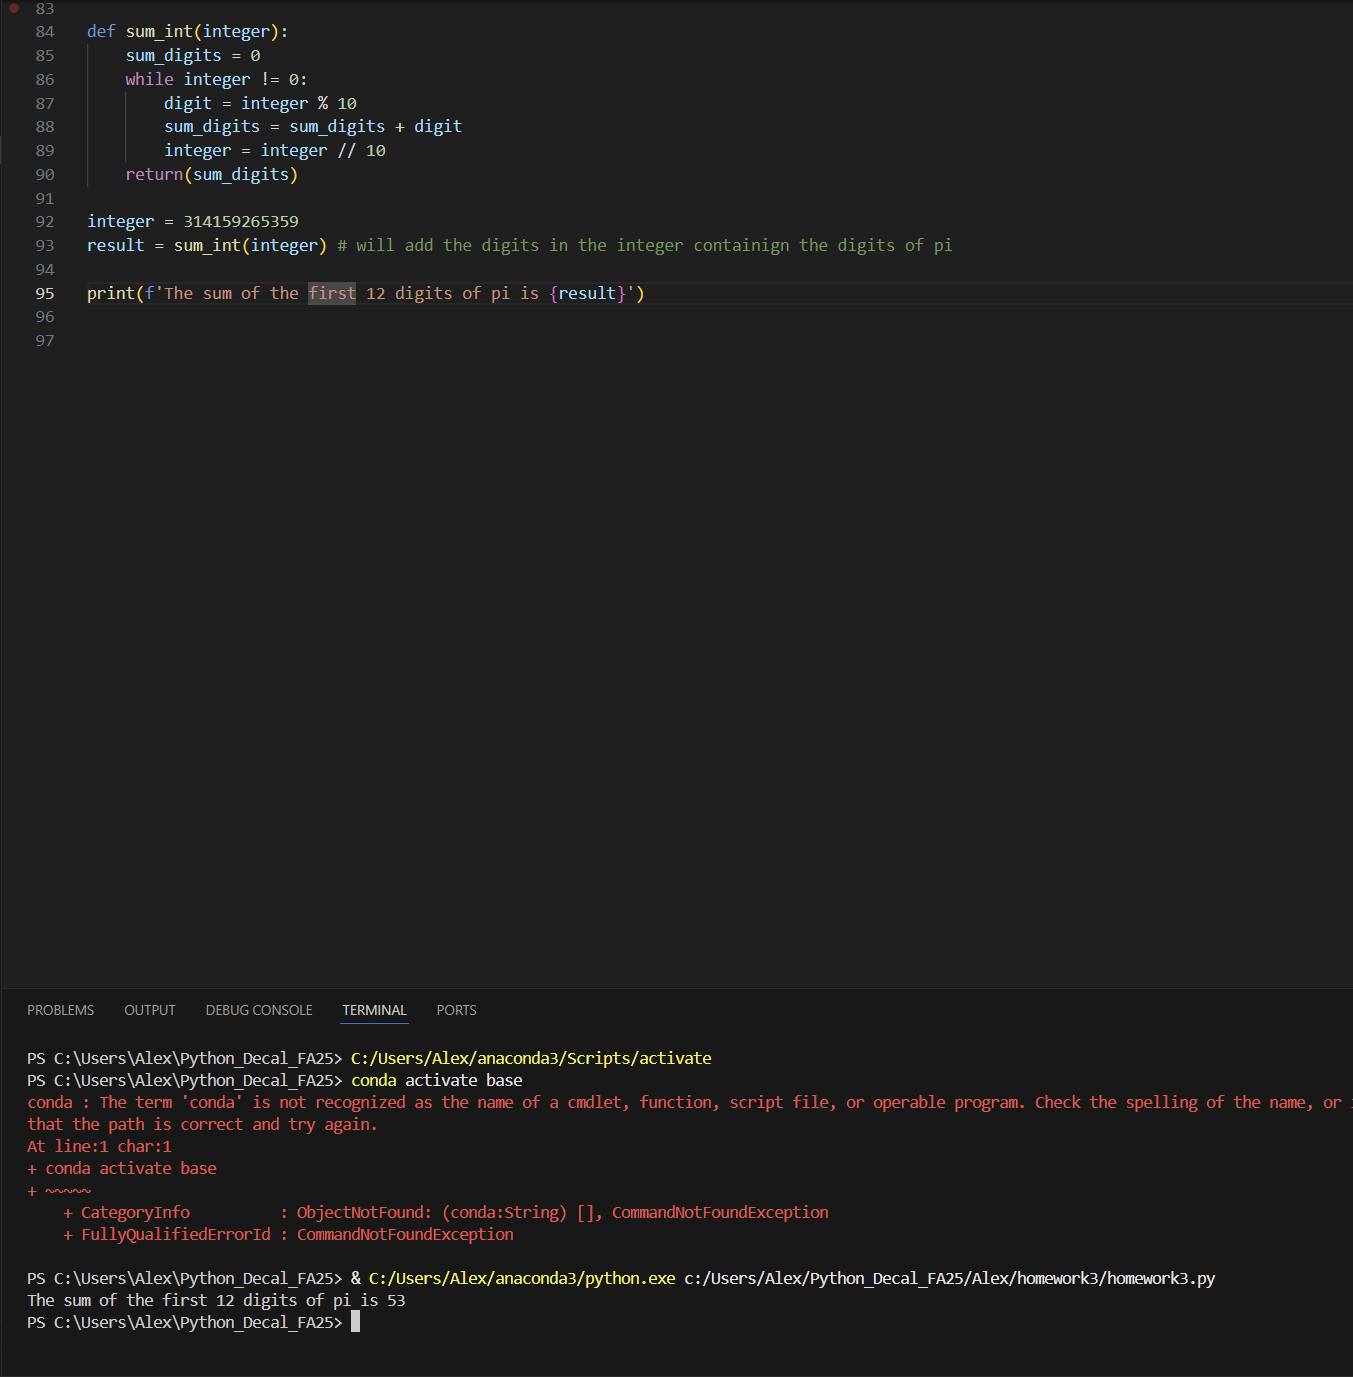 83
84 def sum_int(integer):
85     sum_digits = 0
86     while integer != 0:
87         digit = integer % 10
88         sum_digits = sum_digits + digit
89         integer = integer // 10
90     return(sum_digits)
91
92 integer = 314159265359
93 result = sum_int(integer) # will add the digits in the integer containign the digits of pi
94
95 print(f'The sum of the first 12 digits of pi is {result}')
96
97
PROBLEMS OUTPUT DEBUG CONSOLE TERMINAL PORTS
PS C:\Users\Alex\Python_Decal_FA25> C:/Users/Alex/anaconda3/Scripts/activate
PS C:\Users\Alex\Python_Decal_FA25> conda activate base
conda : The term 'conda' is not recognized as the name of a cmdlet, function, script file, or operable program. Check the spelling of the name, or
that the path is correct and try again.
At line:1 char:1
+ conda activate base
+ ~~~~~
    + CategoryInfo          : ObjectNotFound: (conda:String) [], CommandNotFoundException
    + FullyQualifiedErrorId : CommandNotFoundException
PS C:\Users\Alex\Python_Decal_FA25> & C:/Users/Alex/anaconda3/python.exe c:/Users/Alex/Python_Decal_FA25/Alex/homework3/homework3.py
The sum of the first 12 digits of pi is 53
PS C:\Users\Alex\Python_Decal_FA25>